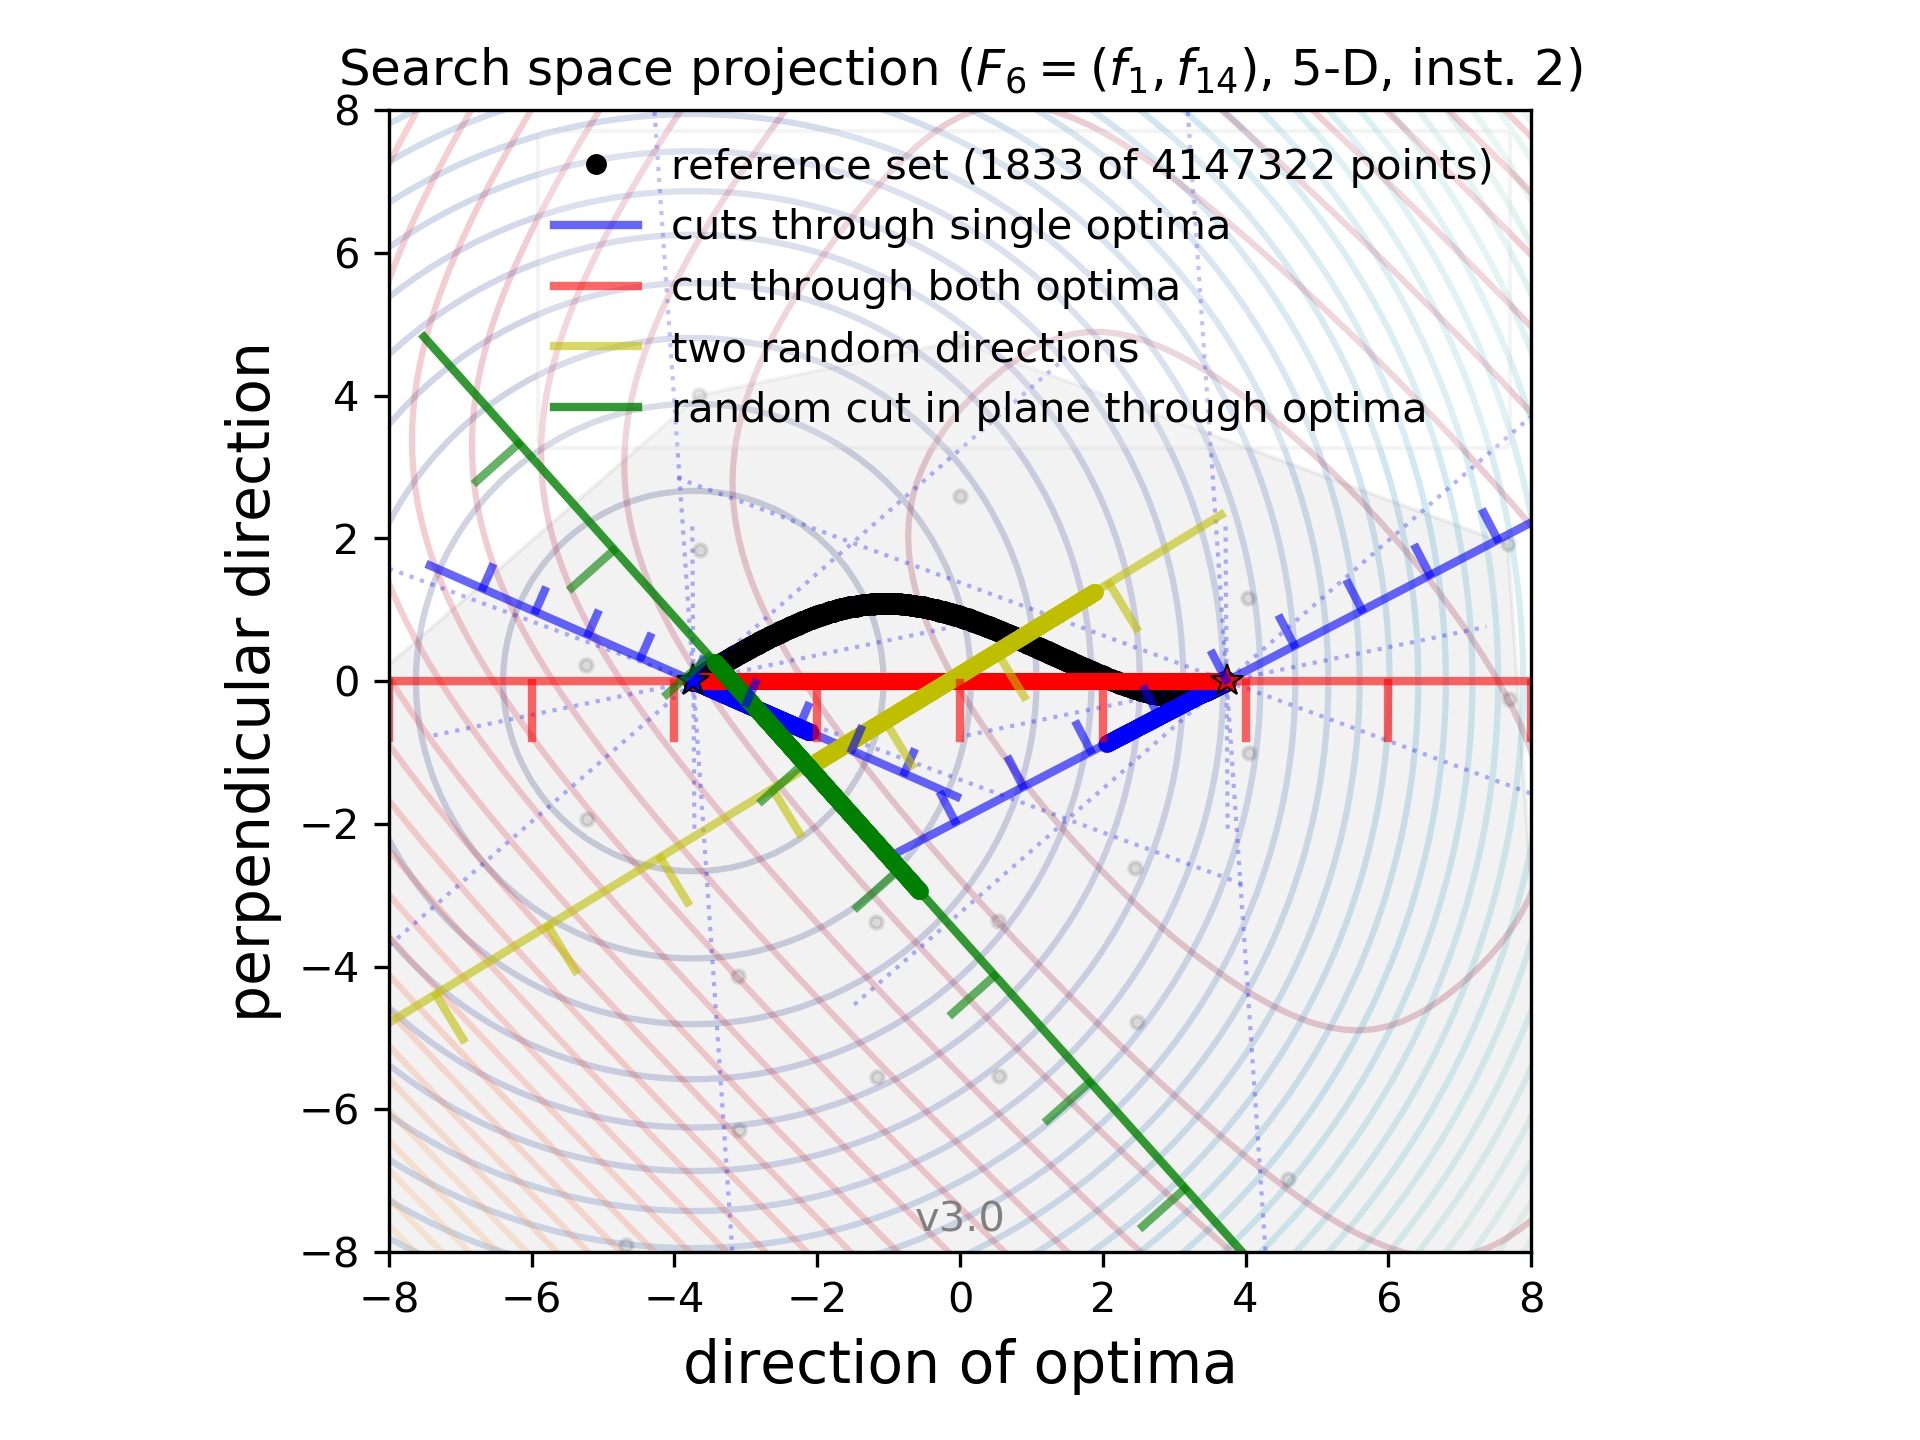 Search space projection (F₆ = (f₁, f₁₄), 5-D, inst. 2)
reference set (1833 of 4147322 points)
cuts through single optima
cut through both optima
two random directions
random cut in plane through optima
8
6
4
2
0
−2
−4
−6
−8
perpendicular direction
v3.0
−8 −6 −4 −2 0 2 4 6 8
direction of optima